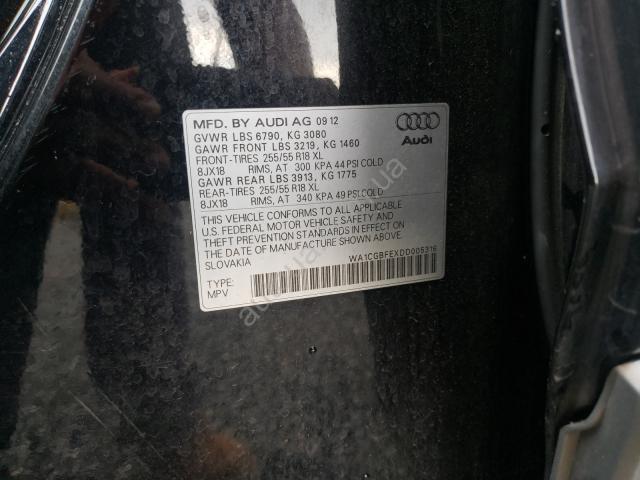 MFD. BY AUDI AG 09 12
GVWR LBS 6790, KG 3080
GAWR FRONT LBS 3219, KG 1460
FRONT-TIRES 255/55 R18 XL
8JX18 RIMS, AT 300 KPA 44 PSI COLD
GAWR REAR LBS 3913, KG 1775
REAR-TIRES 255/55 R18 XL
8JX18 RIMS, AT 340 KPA 49 PSI COLD
THIS VEHICLE CONFORMS TO ALL APPLICABLE
U.S. FEDERAL MOTOR VEHICLE SAFETY AND
THEFT PREVENTION STANDARDS IN EFFECT ON
THE DATE OF MANUFACTURE SHOWN ABOVE.
SLOVAKIA
WA1CGBFEXDD005316
TYPE:
MPV
Audi